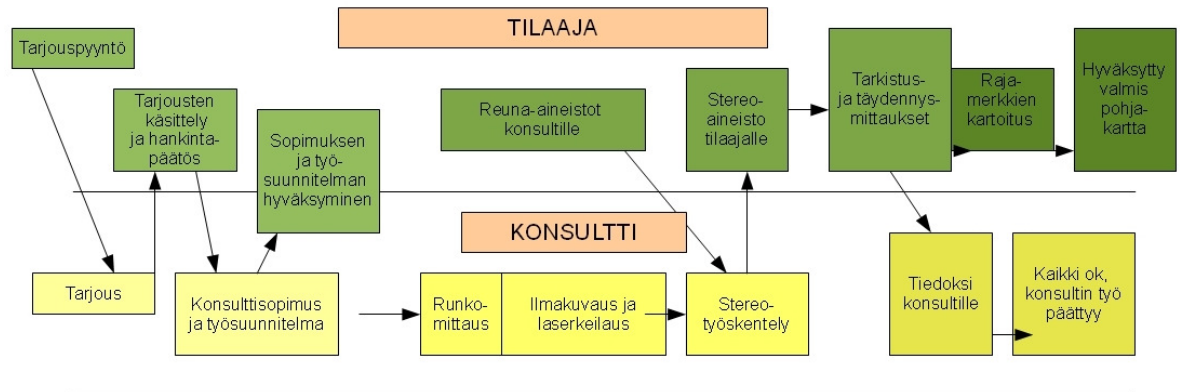 TILAAJA
Tarjouspyyntö
Tarjousten
käsittely
ja hankinta-
päätös
Sopimuksen
ja työ-
suunnitelman
hyväksyminen
Reuna-aineistot
konsultille
Stereo-
aineisto
tilaajalle
Tarkistus-
ja täydennys-
mittaukset
Raja-
merkkien
kartoitus
Hyväksytty
valmis
pohja-
kartta
KONSULTTI
Tarjous
Konsulttisopimus
ja työsuunnitelma
Runko-
mittaus
Ilmakuvaus ja
laserkeilaus
Stereo-
työskentely
Tiedoksi
konsultille
Kaikki ok,
konsultin työ
päättyy